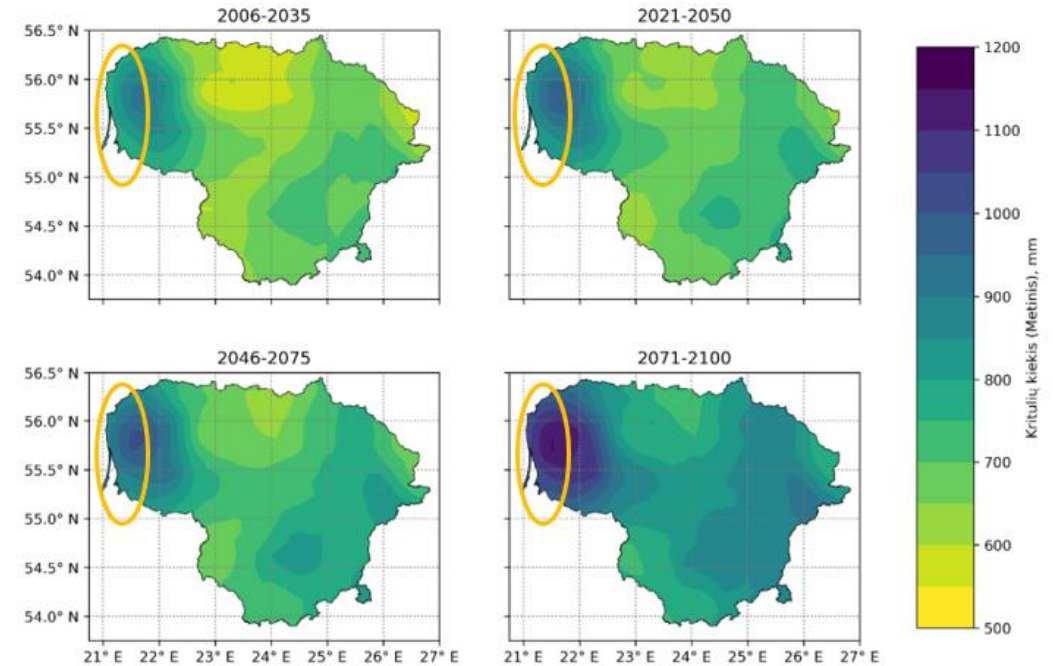 2006-2035
2021-2050
56.5° N
56.0° N
55.5° N
55.0° N
54.5° N
54.0° N
2046-2075
2071-2100
56.5° N
56.0° N
55.5° N
55.0° N
54.5° N
54.0° N
21° E 22° E 23° E 24° E 25° E 26° E 27° E
21° E 22° E 23° E 24° E 25° E 26° E 27° E
1200
1100
1000
900
800
700
600
500
Kritulių kiekis (Metinis), mm